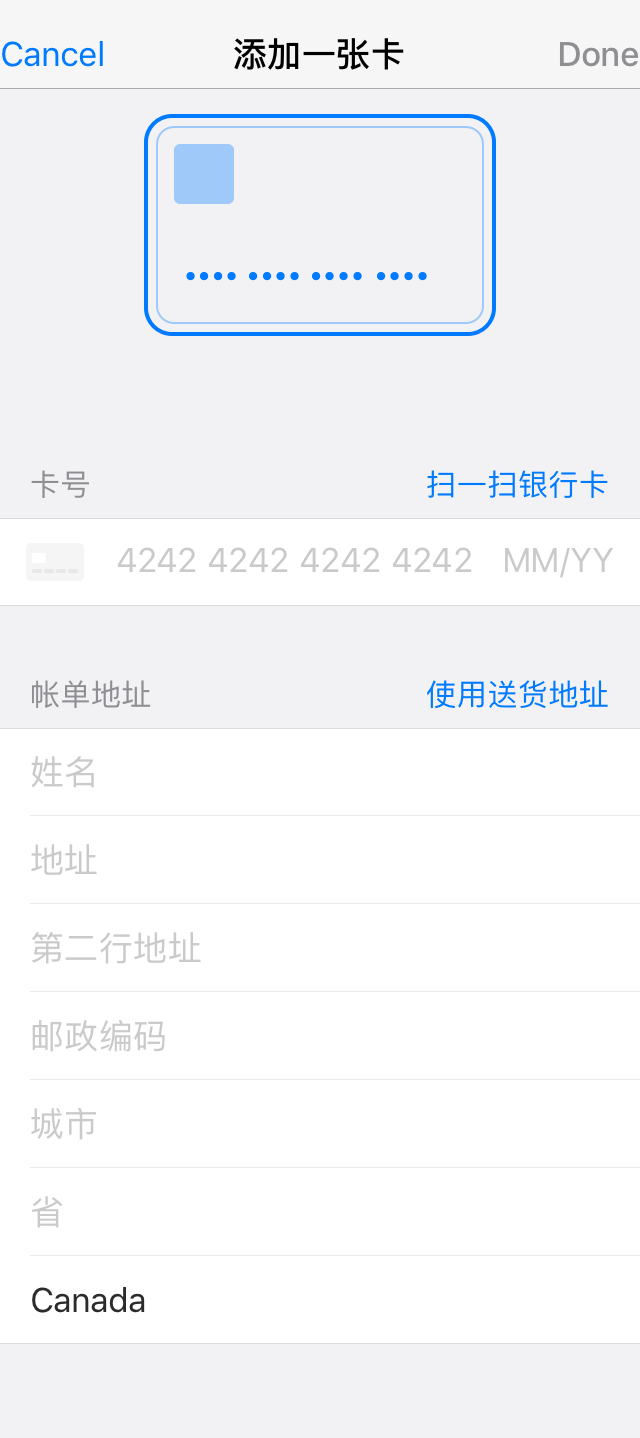 Cancel 添加一张卡 Done
•••• •••• •••• ••••
卡号 扫一扫银行卡
4242 4242 4242 4242 MM/YY
帐单地址 使用送货地址
姓名
地址
第二行地址
邮政编码
城市
省
Canada